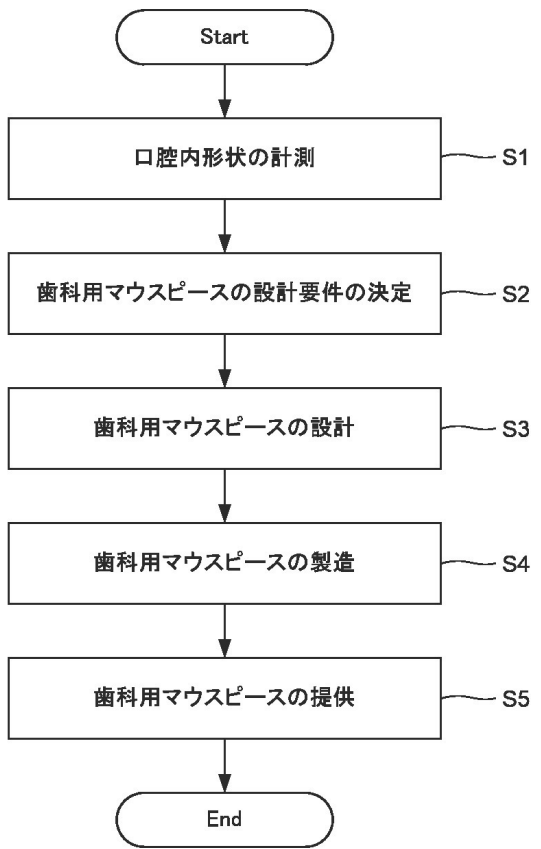 Start
口腔内形状の計測
S1
歯科用マウスピースの設計要件の決定
S2
歯科用マウスピースの設計
S3
歯科用マウスピースの製造
S4
歯科用マウスピースの提供
S5
End